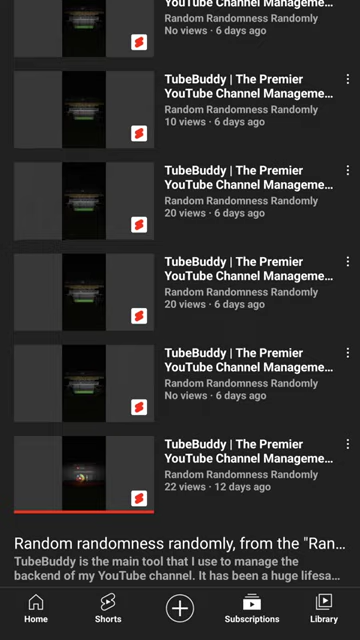 YouTube Channel Manageme...
Random Randomness Randomly
No views · 6 days ago
TubeBuddy | The Premier
YouTube Channel Manageme...
Random Randomness Randomly
10 views · 6 days ago
TubeBuddy | The Premier
YouTube Channel Manageme...
Random Randomness Randomly
20 views · 6 days ago
TubeBuddy | The Premier
YouTube Channel Manageme...
Random Randomness Randomly
20 views · 6 days ago
TubeBuddy | The Premier
YouTube Channel Manageme...
Random Randomness Randomly
No views · 6 days ago
TubeBuddy | The Premier
YouTube Channel Manageme...
Random Randomness Randomly
22 views · 12 days ago
Random randomness randomly, from the "Ran...
TubeBuddy is the main tool that I use to manage the
backend of my YouTube channel. It has been a huge lifesa...
Home Shorts Subscriptions Library